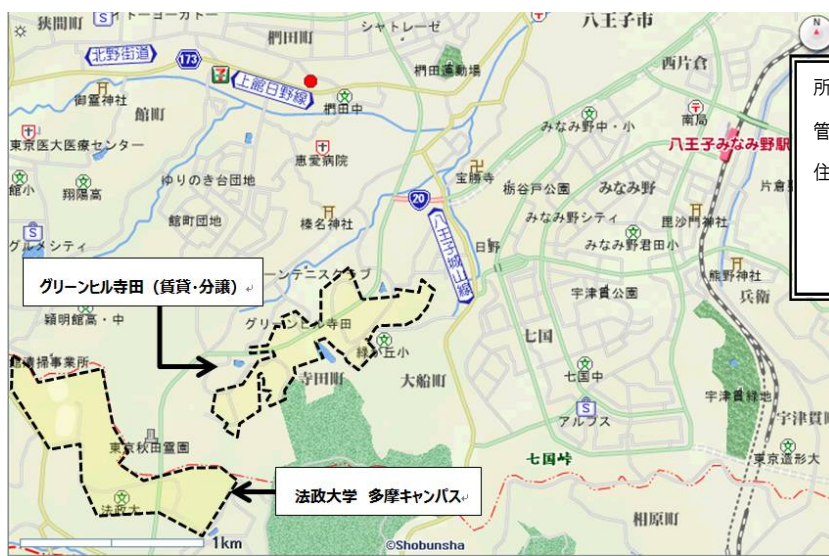 狭間町
イトーヨーカドー
椚田町
シャトレーゼ
八王子市
N
北野街道
173
上館日野線
椚田中
椚田運動場
西片倉
所
管
住
御霊神社
館町
東京医大医療センター
恵愛病院
みなみ野中・小
南局
八王子みなみ野駅
館小
翔陽高
ゆりのき台団地
宝勝寺
栃谷戸公園
みなみ野
片倉
館町団地
榛名神社
20
八王子城山線
みなみ野シティ
毘沙門神社
S
グルメシティ
日野
みなみ野君田小
グリーンヒル寺田（賃貸・分譲）
ーンテニスクラブ
熊野神社
兵衛
穎明館高・中
グリーンヒル寺田
宇津貫公園
緑が丘小
七国
館清掃事業所
寺田町
大船町
七国中
宇津貫緑地
S
アルプス
宇津貫町
東京秋田霊園
七国峠
東京造形大
法政大学 多摩キャンパス
法政大
相原町
1km
©Shobunsha